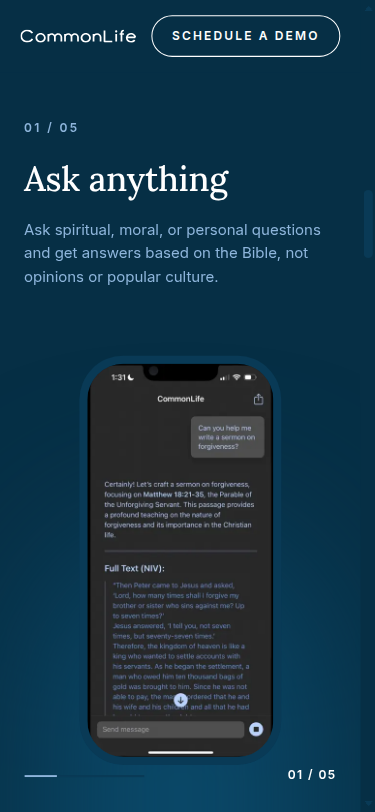 CommonLife
SCHEDULE A DEMO
01 / 05
Ask anything
Ask spiritual, moral, or personal questions
and get answers based on the Bible, not
opinions or popular culture.
1:31
CommonLife
Can you help me
write a sermon on
forgiveness?
Certainly! Let's craft a sermon on forgiveness,
focusing on Matthew 18:21-35, the Parable of
the Unforgiving Servant. This passage provides
a profound teaching on the nature of
forgiveness and its importance in the Christian
life.
Full Text (NIV):
"Then Peter came to Jesus and asked,
'Lord, how many times shall I forgive my
brother or sister who sins against me? Up
to seven times?'
Jesus answered, 'I tell you, not seven
times, but seventy-seven times.'
Therefore, the kingdom of heaven is like a
king who wanted to settle accounts with
his servants. As he began the settlement, a
man who owed him ten thousand bags of
gold was brought to him. Since he was not
able to pay, the ordered that he
his wife and his and all that he had
Send message
01 / 05